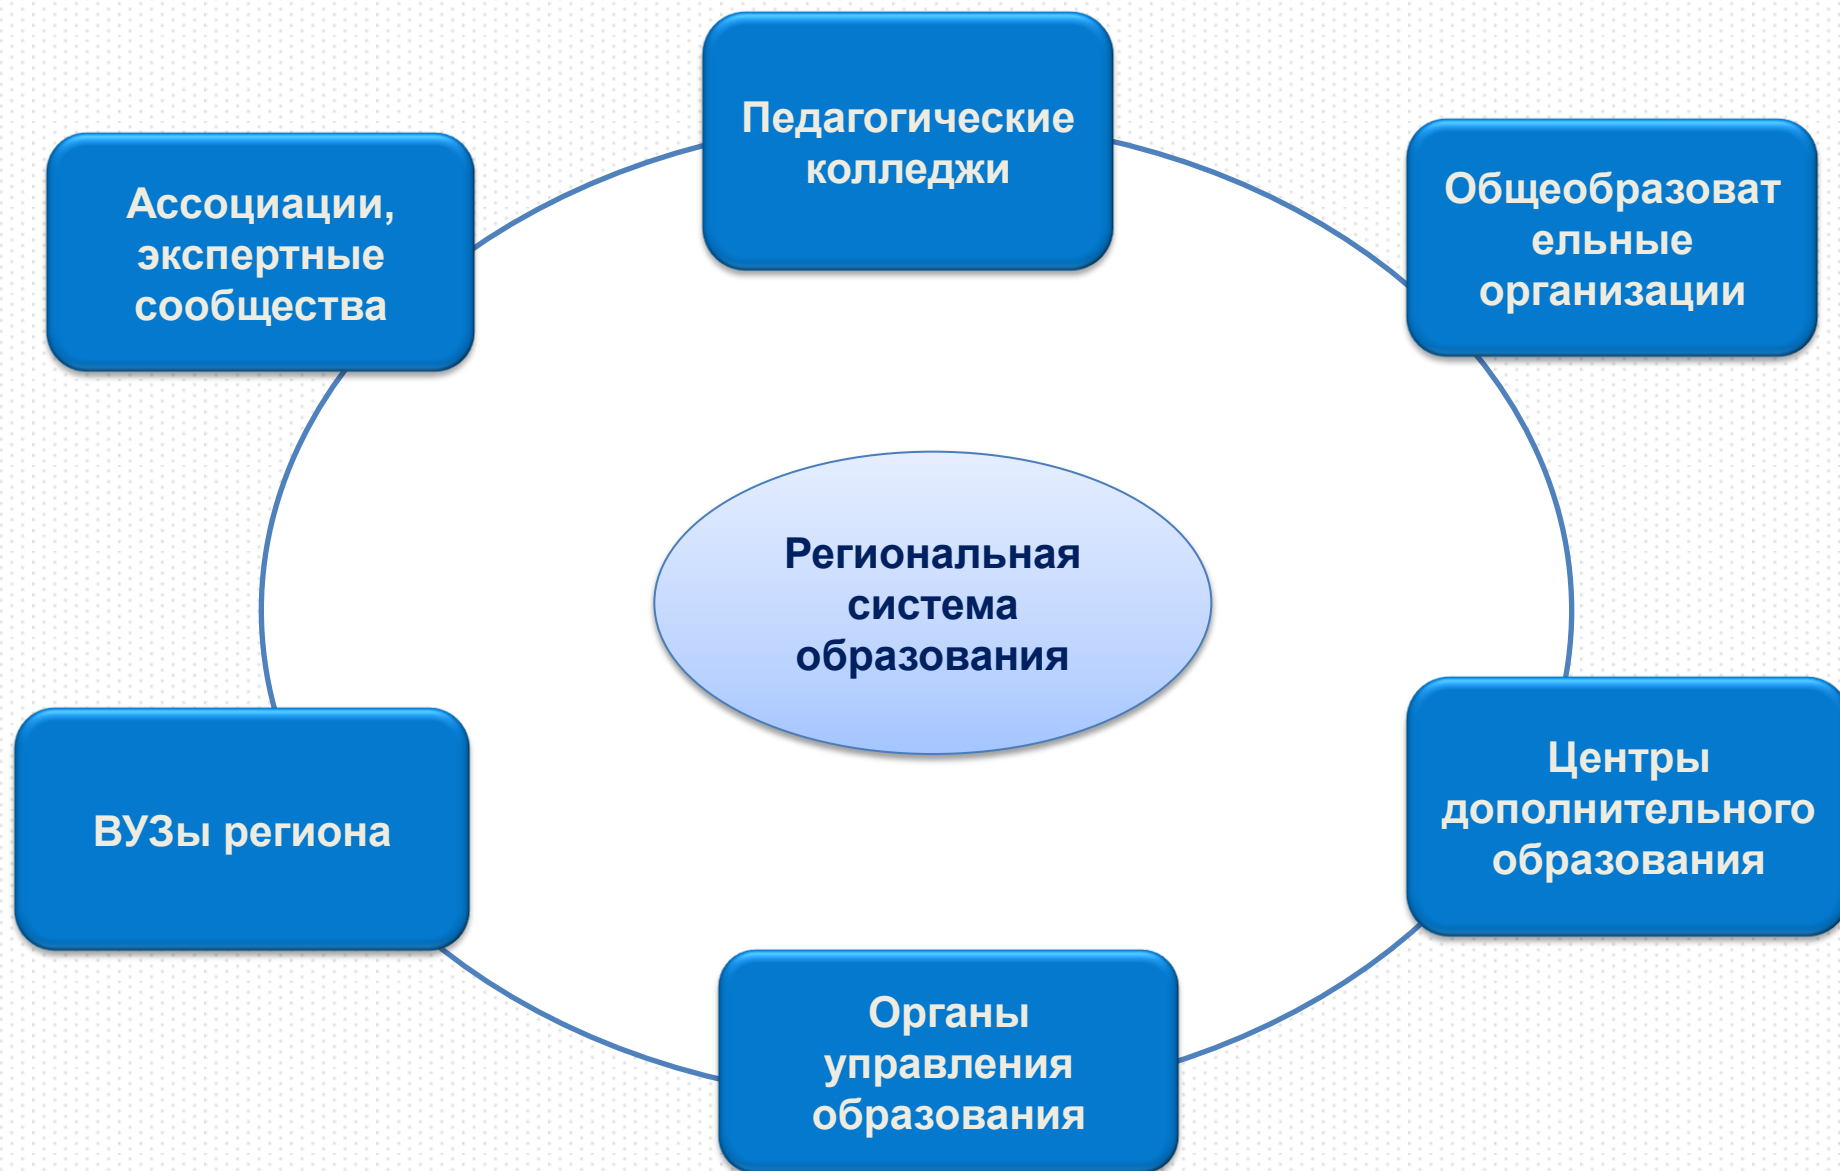 Педагогические
колледжи
Ассоциации,
экспертные
сообщества
Общеобразоват
ельные
организации
Региональная
система
образования
ВУЗы региона
Центры
дополнительного
образования
Органы
управления
образования